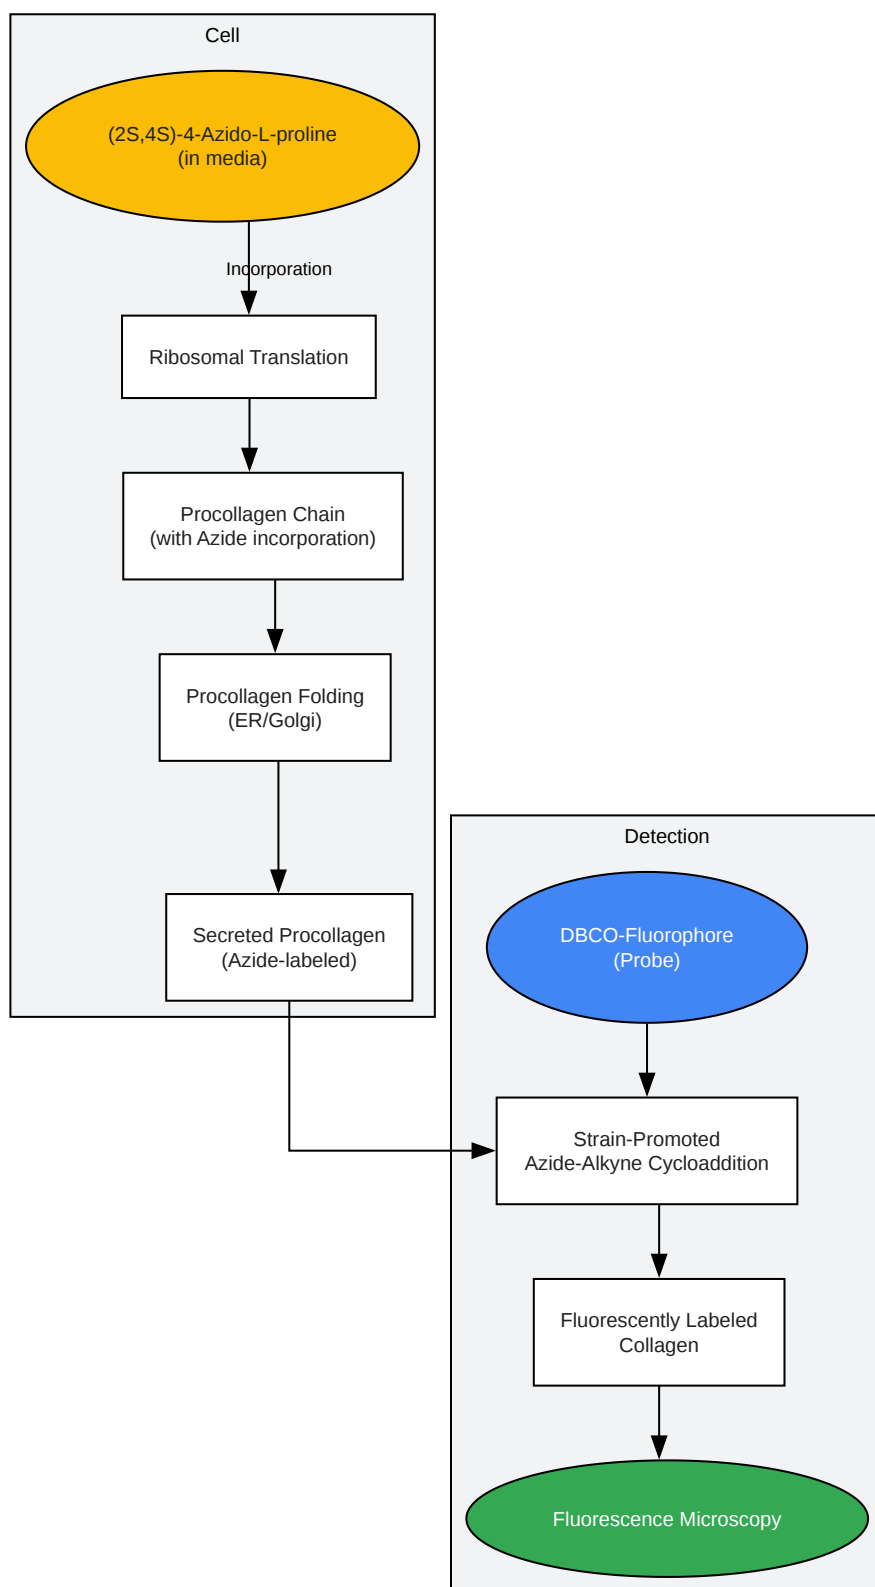 Cell
(2S,4S)-4-Azido-L-proline
(in media)
Incorporation
Ribosomal Translation
Procollagen Chain
(with Azide incorporation)
Procollagen Folding
(ER/Golgi)
Secreted Procollagen
(Azide-labeled)
Detection
DBCO-Fluorophore
(Probe)
Strain-Promoted
Azide-Alkyne Cycloaddition
Fluorescently Labeled
Collagen
Fluorescence Microscopy